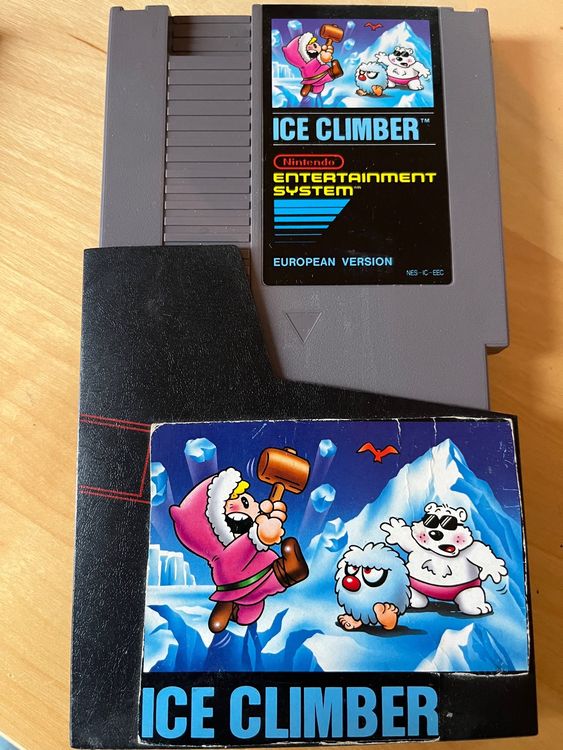 ICE CLIMBER™
Nintendo
ENTERTAINMENT
SYSTEM™
EUROPEAN VERSION
NES-IC-EEC
ICE CLIMBER